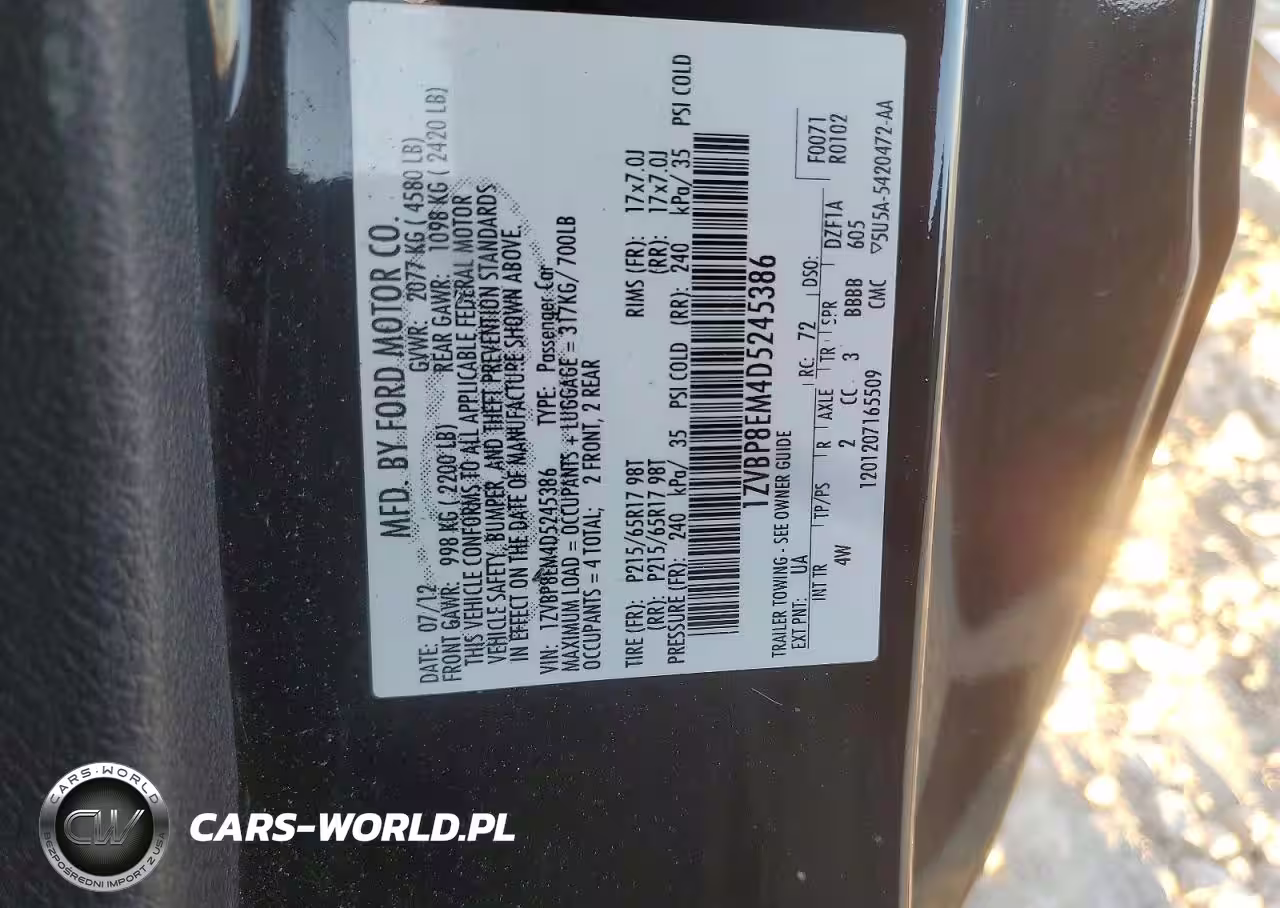 MFD. BY FORD MOTOR CO.
DATE: 07/12 GVWR: 2077 KG ( 4580 LB)
FRONT GAWR: 998 KG ( 2200 LB) REAR GAWR: 1098 KG ( 2420 LB)
THIS VEHICLE CONFORMS TO ALL APPLICABLE FEDERAL MOTOR
VEHICLE SAFETY, BUMPER, AND THEFT PREVENTION STANDARDS
IN EFFECT ON THE DATE OF MANUFACTURE SHOWN ABOVE.
VIN: 1ZVBP8EM4D5245386 TYPE: Passenger Car
MAXIMUM LOAD = OCCUPANTS + LUGGAGE = 317KG/700LB
OCCUPANTS = 4 TOTAL; 2 FRONT, 2 REAR
TIRE (FR): P215/65R17 98T RIMS (FR): 17x7.0J
(RR): P215/65R17 98T (RR): 17x7.0J
PRESSURE (FR): 240 kPa/ 35 PSI COLD (RR): 240 kPa/ 35 PSI COLD
1ZVBP8EM4D5245386
TRAILER TOWING - SEE OWNER GUIDE
EXT PNT: UA RC: 72 DSO: F0071
INT TR TP/PS R AXLE TR SPR DZF1A R0102
4W 2 CC 3 BBBB 605
120120716​5509 CMC ▽5U5A-5420472-AA
CARS-WORLD
CW
BEZPOŚREDNI IMPORT Z USA
CARS-WORLD.PL